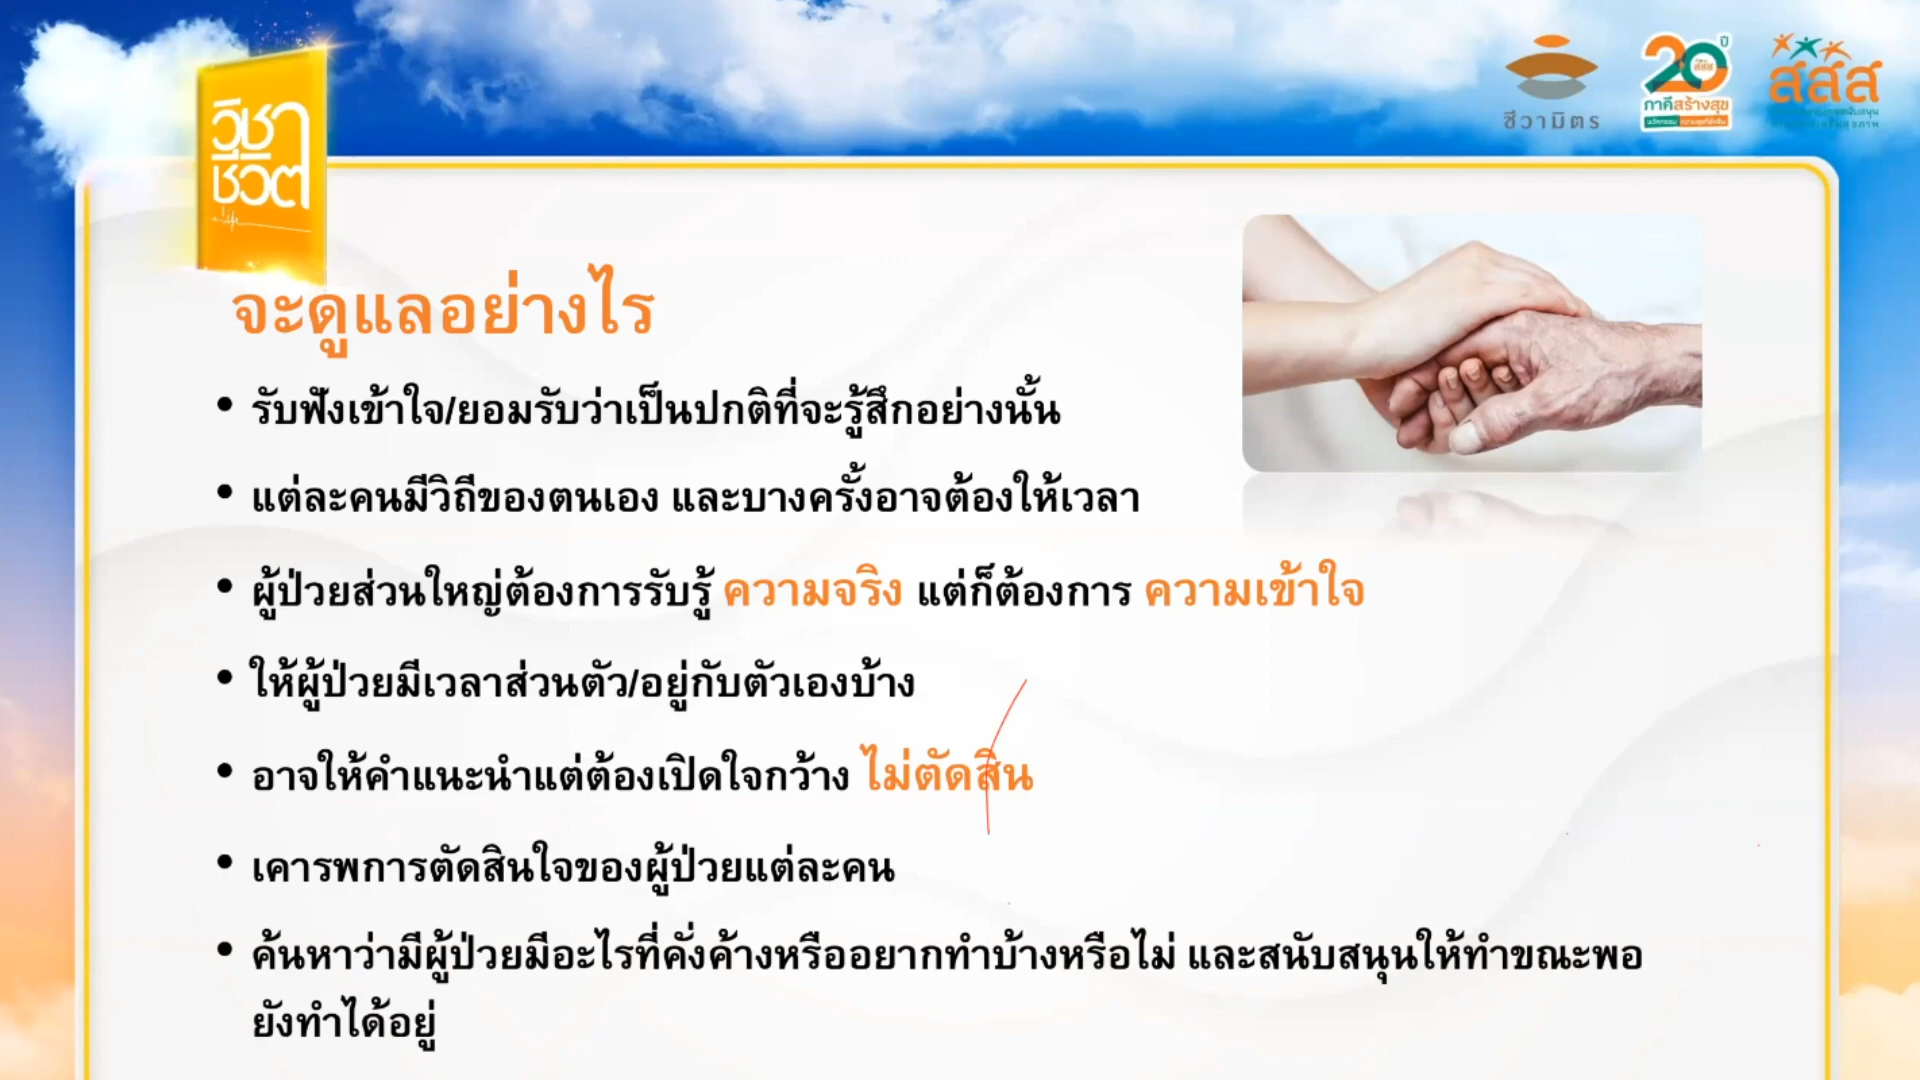 วิชา
ชีวิต
Life
ชีวามิตร
20 ปี
สสส
ภาคีสร้างสุข
สสส
จะดูแลอย่างไร
• รับฟังเข้าใจ/ยอมรับว่าเป็นปกติที่จะรู้สึกอย่างนั้น
• แต่ละคนมีวิถีของตนเอง และบางครั้งอาจต้องให้เวลา
• ผู้ป่วยส่วนใหญ่ต้องการรับรู้ ความจริง แต่ก็ต้องการ ความเข้าใจ
• ให้ผู้ป่วยมีเวลาส่วนตัว/อยู่กับตัวเองบ้าง
• อาจให้คำแนะนำแต่ต้องเปิดใจกว้าง ไม่ตัดสิน
• เคารพการตัดสินใจของผู้ป่วยแต่ละคน
• ค้นหาว่ามีผู้ป่วยมีอะไรที่คั่งค้างหรืออยากทำบ้างหรือไม่ และสนับสนุนให้ทำขณะพอ
ยังทำได้อยู่